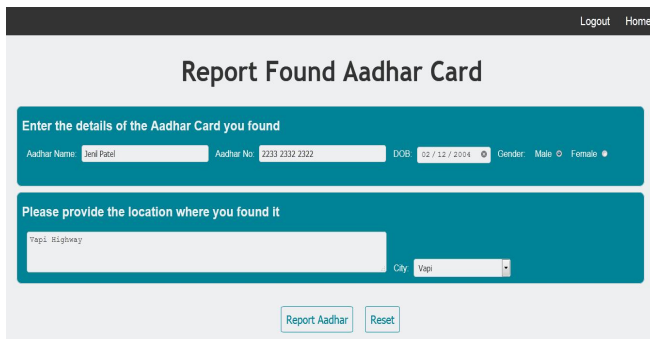 Logout Home
Report Found Aadhar Card
Enter the details of the Aadhar Card you found
Aadhar Name: Jenil Patel Aadhar No: 2233 2332 2322 DOB: 02 / 12 / 2004 Gender: Male Female
Please provide the location where you found it
Vapi Highway
City: Vapi
Report Aadhar Reset